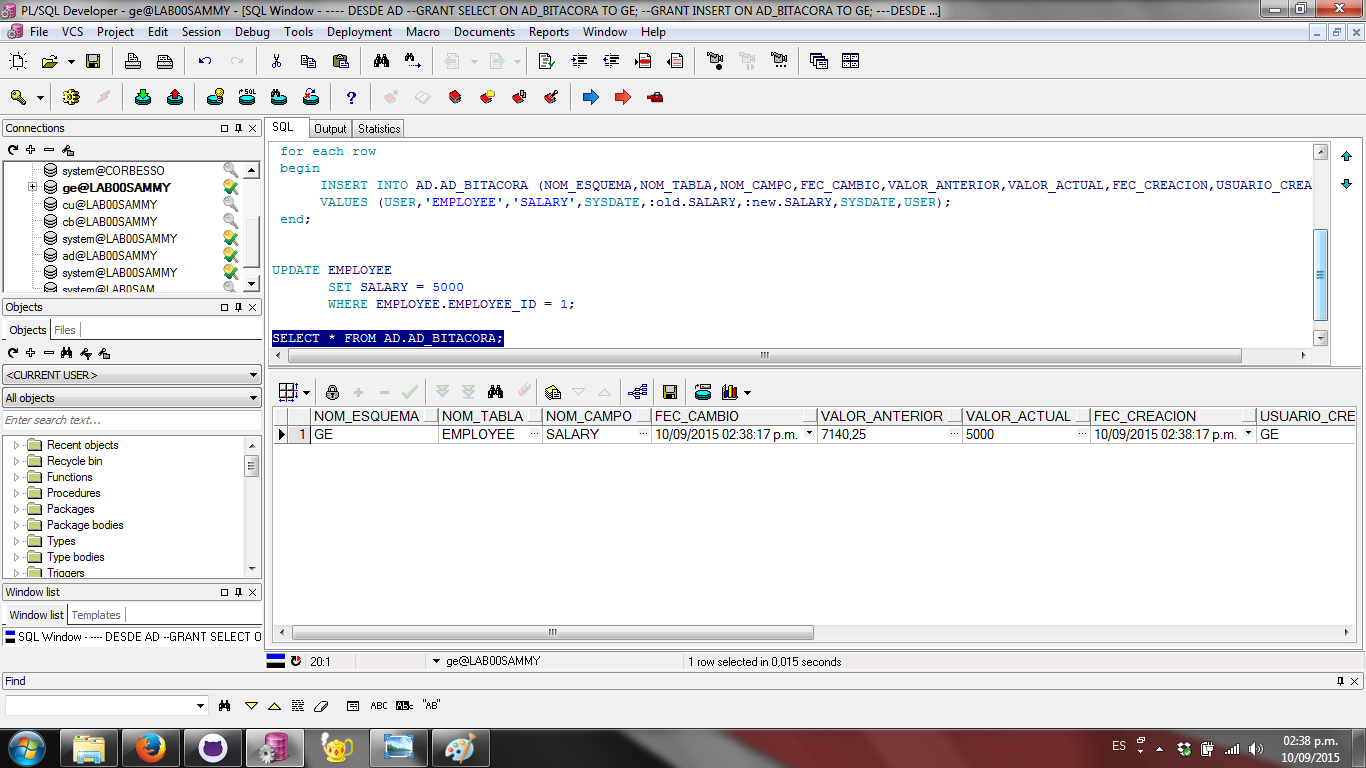 PL/SQL Developer - ge@LAB00SAMMY - [SQL Window - ---- DESDE AD --GRANT SELECT ON AD_BITACORA TO GE; --GRANT INSERT ON AD_BITACORA TO GE; ---DESDE ...]
File VCS Project Edit Session Debug Tools Deployment Macro Documents Reports Window Help
Connections
system@CORBESSO
ge@LAB00SAMMY
cu@LAB00SAMMY
cb@LAB00SAMMY
system@LAB00SAMMY
ad@LAB00SAMMY
system@LAB00SAMMY
system@LAB00SAM
Objects
Objects Files
<CURRENT USER>
All objects
Enter search text...
Recent objects
Recycle bin
Functions
Procedures
Packages
Package bodies
Types
Type bodies
Triggers
Window list
Window list Templates
SQL Window - ---- DESDE AD --GRANT SELECT O
SQL Output Statistics
for each row
begin
INSERT INTO AD.AD_BITACORA (NOM_ESQUEMA,NOM_TABLA,NOM_CAMPO,FEC_CAMBIO,VALOR_ANTERIOR,VALOR_ACTUAL,FEC_CREACION,USUARIO_CREA
VALUES (USER,'EMPLOYEE','SALARY',SYSDATE,:old.SALARY,:new.SALARY,SYSDATE,USER);
end;
UPDATE EMPLOYEE
SET SALARY = 5000
WHERE EMPLOYEE.EMPLOYEE_ID = 1;
SELECT * FROM AD.AD_BITACORA;
NOM_ESQUEMA NOM_TABLA NOM_CAMPO FEC_CAMBIO VALOR_ANTERIOR VALOR_ACTUAL FEC_CREACION USUARIO_CRE
1 GE EMPLOYEE SALARY 10/09/2015 02:38:17 p.m. 7140,25 5000 10/09/2015 02:38:17 p.m. GE
20:1 ge@LAB00SAMMY 1 row selected in 0,015 seconds
Find
ABC "AB"
ES 02:38 p.m.
10/09/2015